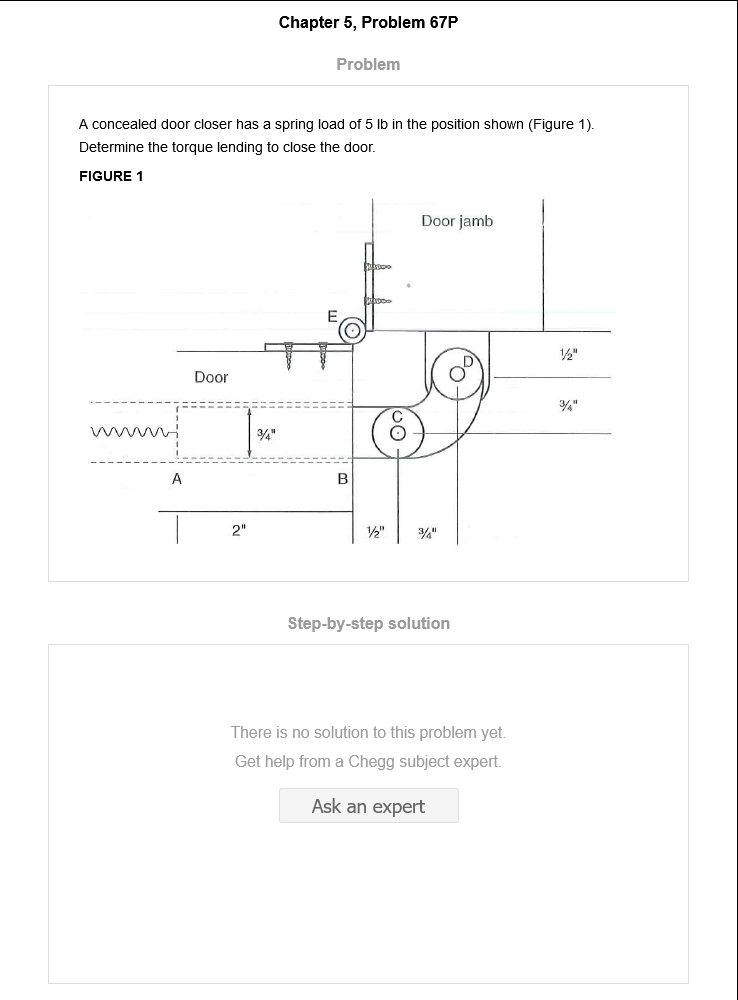 Chapter 5, Problem 67P
Problem
A concealed door closer has a spring load of 5 lb in the position shown (Figure 1).
Determine the torque lending to close the door.
FIGURE 1
Door jamb
E
½"
D
Door
¾"
C
¾"
A
B
2"
½"
¾"
Step-by-step solution
There is no solution to this problem yet.
Get help from a Chegg subject expert.
Ask an expert